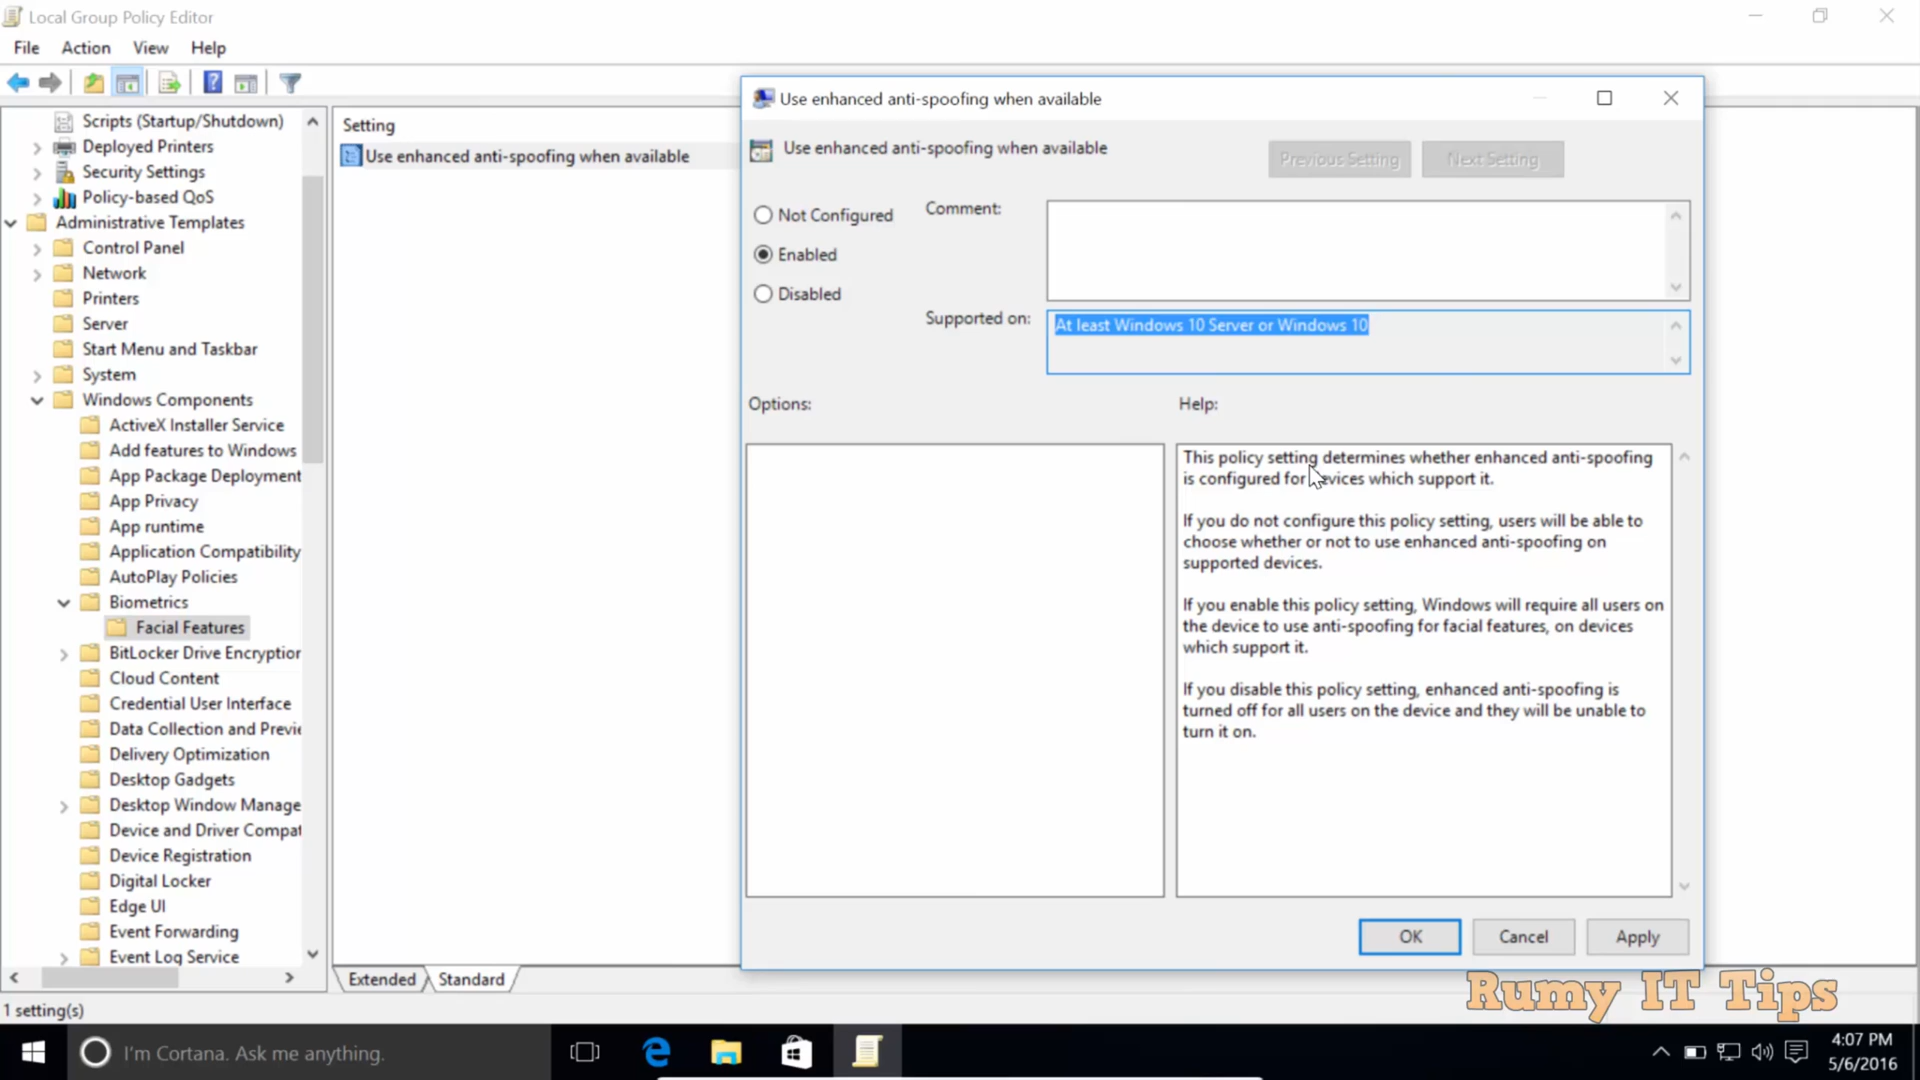 Local Group Policy Editor
File Action View Help
Scripts (Startup/Shutdown)
Deployed Printers
Security Settings
Policy-based QoS
Administrative Templates
Control Panel
Network
Printers
Server
Start Menu and Taskbar
System
Windows Components
ActiveX Installer Service
Add features to Windows
App Package Deployment
App Privacy
App runtime
Application Compatibility
AutoPlay Policies
Biometrics
Facial Features
BitLocker Drive Encryption
Cloud Content
Credential User Interface
Data Collection and Previe
Delivery Optimization
Desktop Gadgets
Desktop Window Manage
Device and Driver Compat
Device Registration
Digital Locker
Edge UI
Event Forwarding
Event Log Service
Setting
Use enhanced anti-spoofing when available
Extended Standard
1 setting(s)
Use enhanced anti-spoofing when available
Use enhanced anti-spoofing when available
Previous Setting Next Setting
Not Configured
Enabled
Disabled
Comment:
Supported on:
At least Windows 10 Server or Windows 10
Options:
Help:
This policy setting determines whether enhanced anti-spoofing
is configured for devices which support it.
If you do not configure this policy setting, users will be able to
choose whether or not to use enhanced anti-spoofing on
supported devices.
If you enable this policy setting, Windows will require all users on
the device to use anti-spoofing for facial features, on devices
which support it.
If you disable this policy setting, enhanced anti-spoofing is
turned off for all users on the device and they will be unable to
turn it on.
OK Cancel Apply
Rumy IT Tips
I'm Cortana. Ask me anything.
4:07 PM
5/6/2016